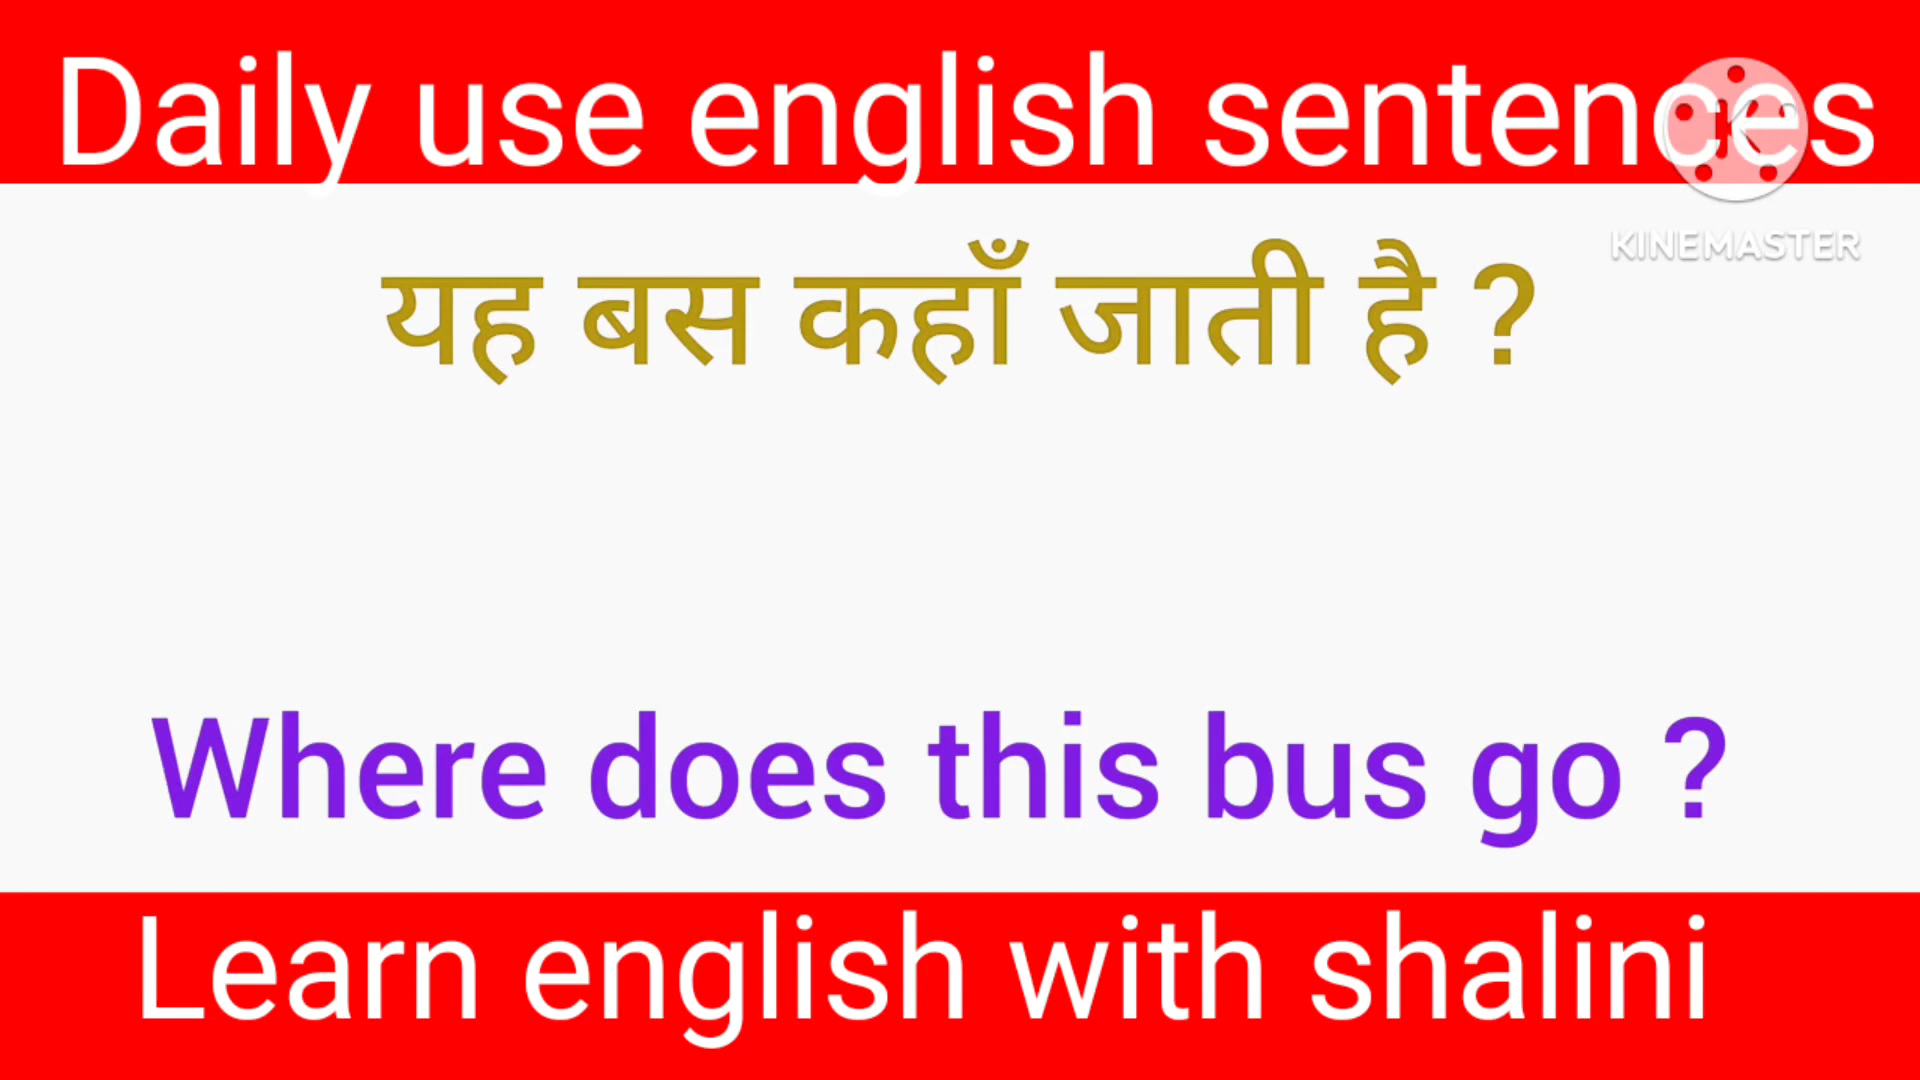 Daily use english sentences
KINEMASTER
यह बस कहाँ जाती है ?
Where does this bus go ?
Learn english with shalini